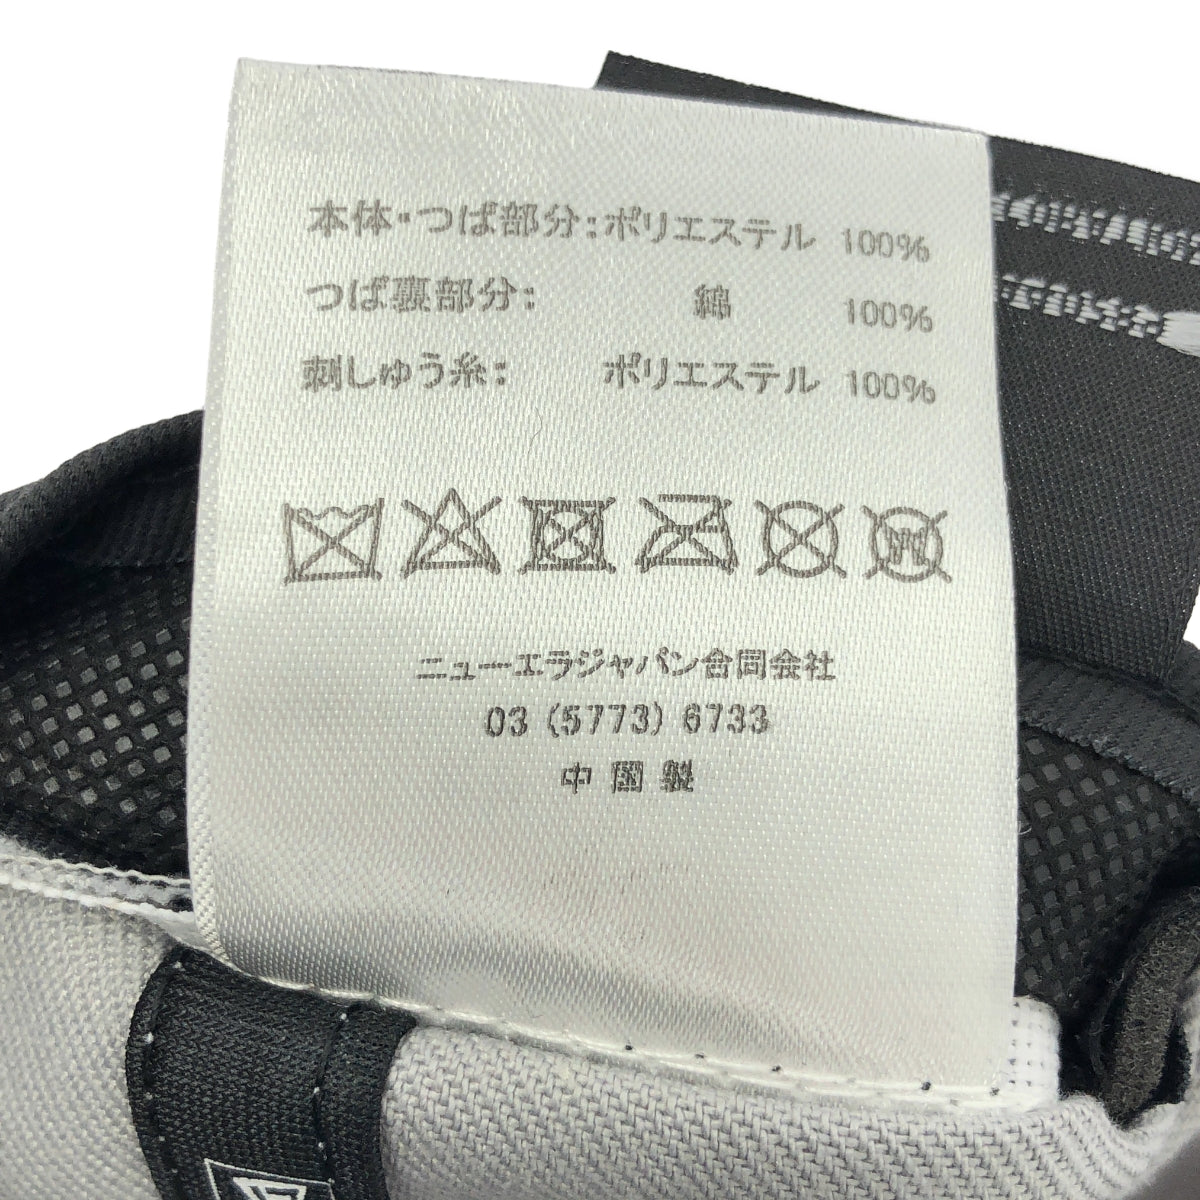 本体・つば部分:ポリエステル 100%
つば裏部分: 綿 100%
刺しゅう糸: ポリエステル 100%
ニューエラジャパン合同会社
03 (5773) 6733
中国製